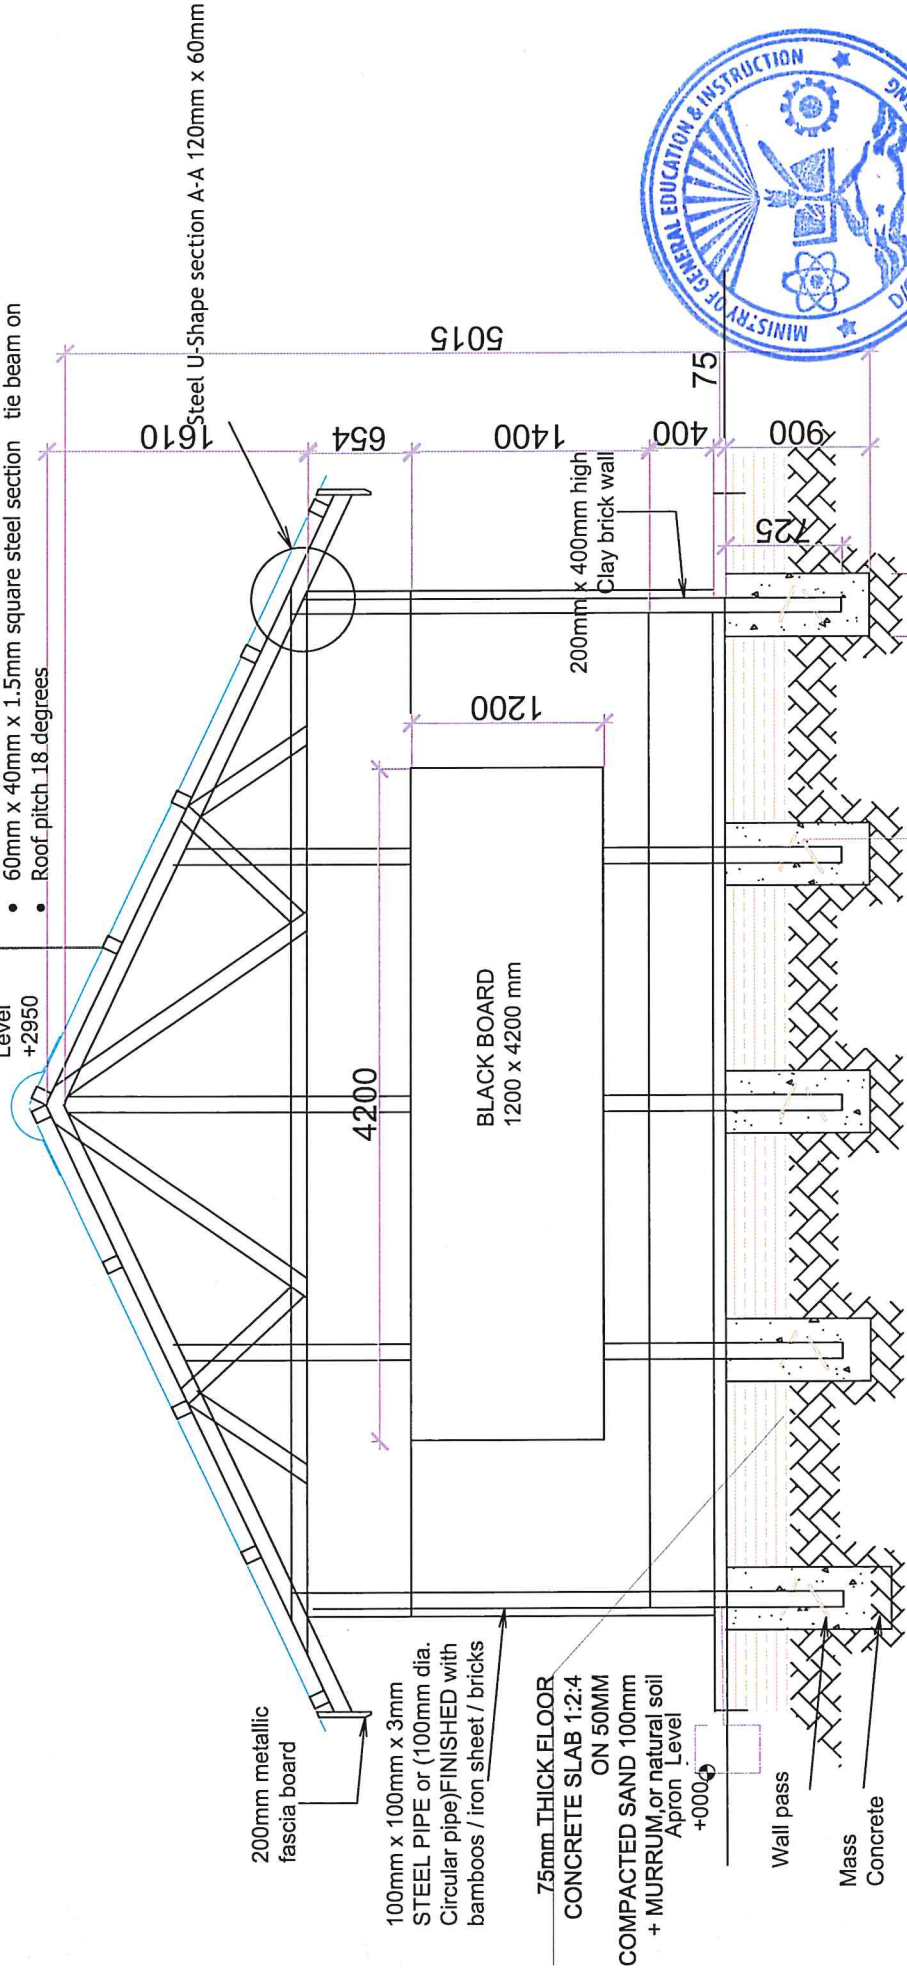 • 60mm x 40mm x 1.5mm square steel section tie beam on
• Roof pitch 18 degrees
Level
+2950
Steel U-Shape section A-A 120mm x 60mm
200mm metallic
fascia board
100mm x 100mm x 3mm
STEEL PIPE or (100mm dia.
Circular pipe)FINISHED with
bamboos / iron sheet / bricks
75mm THICK FLOOR
CONCRETE SLAB 1:2:4
ON 50MM
COMPACTED SAND 100mm
+ MURRUM,or natural soil
Apron Level
+000
Wall pass
Mass
Concrete
4200
BLACK BOARD
1200 x 4200 mm
1200
200mm x 400mm high
Clay brick wall
1610
654
1400
400
75
900
725
5015
MINISTRY OF GENERAL EDUCATION & INSTRUCTION